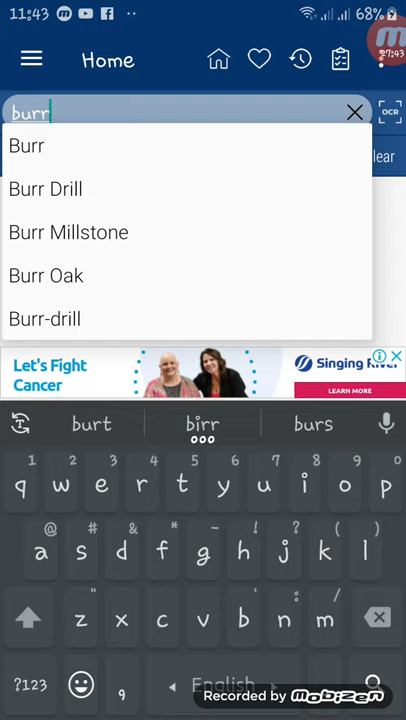 11:43 68%
Home
27:43
burr
OCR
lear
Burr
Burr Drill
Burr Millstone
Burr Oak
Burr-drill
Let's Fight
Cancer
Singing River
LEARN MORE
burt birr burs
1 2 3 4 5 6 7 8 9 0
q w e r t y u i o p
@ # & * - ! ? ( )
a s d f g h j k l
" ' : ; /
z x c v b n m
?123 , English
Recorded by mobizen